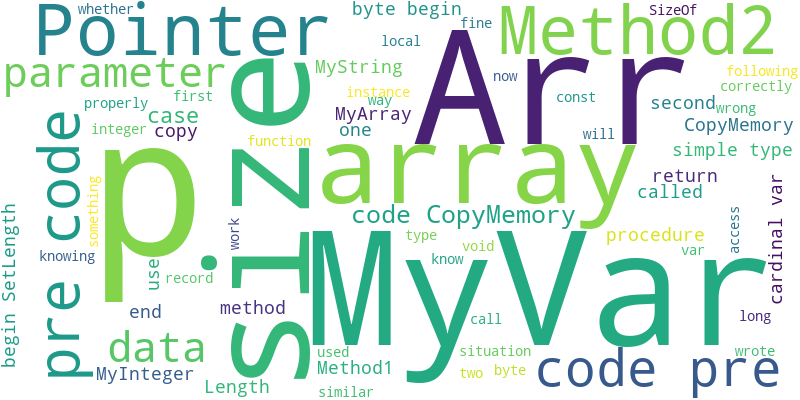 whether
byte begin
fine
SizeOf
Pointer
Method2
local
Arr
parameter
MyString
now
following
first
instance
way
const
correctly
properly
size
MyArray
second
wrong
case
one
CopyMemory
integer
copy
function
will
simple type
pre code
p.
array
return
called
something
code CopyMemory
cardinal var
begin SetLength
work
type
void
procedure
var
access
knowing
use
record
know
MyVar
end
method
call
long
data
used
situation
wrote
MyInteger
Length
Method1
two
byte
code pre
similar